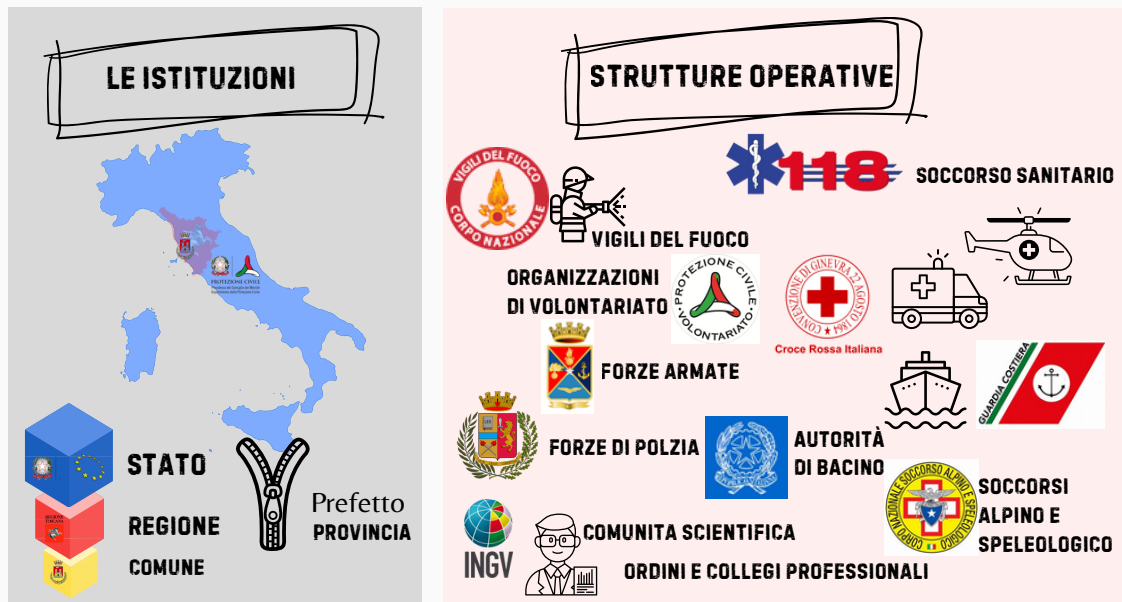 LE ISTITUZIONI
PROTEZIONE CIVILE
STATO
REGIONE TOSCANA
REGIONE
COMUNE
Prefetto
PROVINCIA
STRUTTURE OPERATIVE
118
SOCCORSO SANITARIO
VIGILI DEL FUOCO
CORPO NAZIONALE
VIGILI DEL FUOCO
ORGANIZZAZIONI
DI VOLONTARIATO
PROTEZIONE CIVILE
VOLONTARIATO
CONVENZIONE DI GINEVRA 22 AGOSTO 1864
Croce Rossa Italiana
FORZE ARMATE
GUARDIA COSTIERA
FORZE DI POLZIA
AUTORITÀ
DI BACINO
CORPO NAZIONALE SOCCORSO ALPINO E SPELEOLOGICO
SOCCORSI
ALPINO E
SPELEOLOGICO
INGV
COMUNITA SCIENTIFICA
ORDINI E COLLEGI PROFESSIONALI